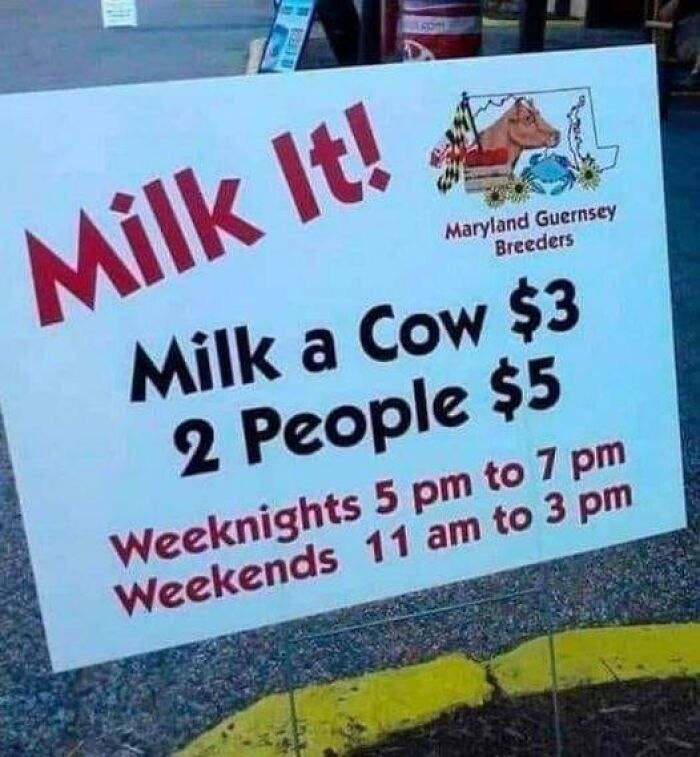 Milk It!
Maryland Guernsey
Breeders
Milk a Cow $3
2 People $5
Weeknights 5 pm to 7 pm
Weekends 11 am to 3 pm